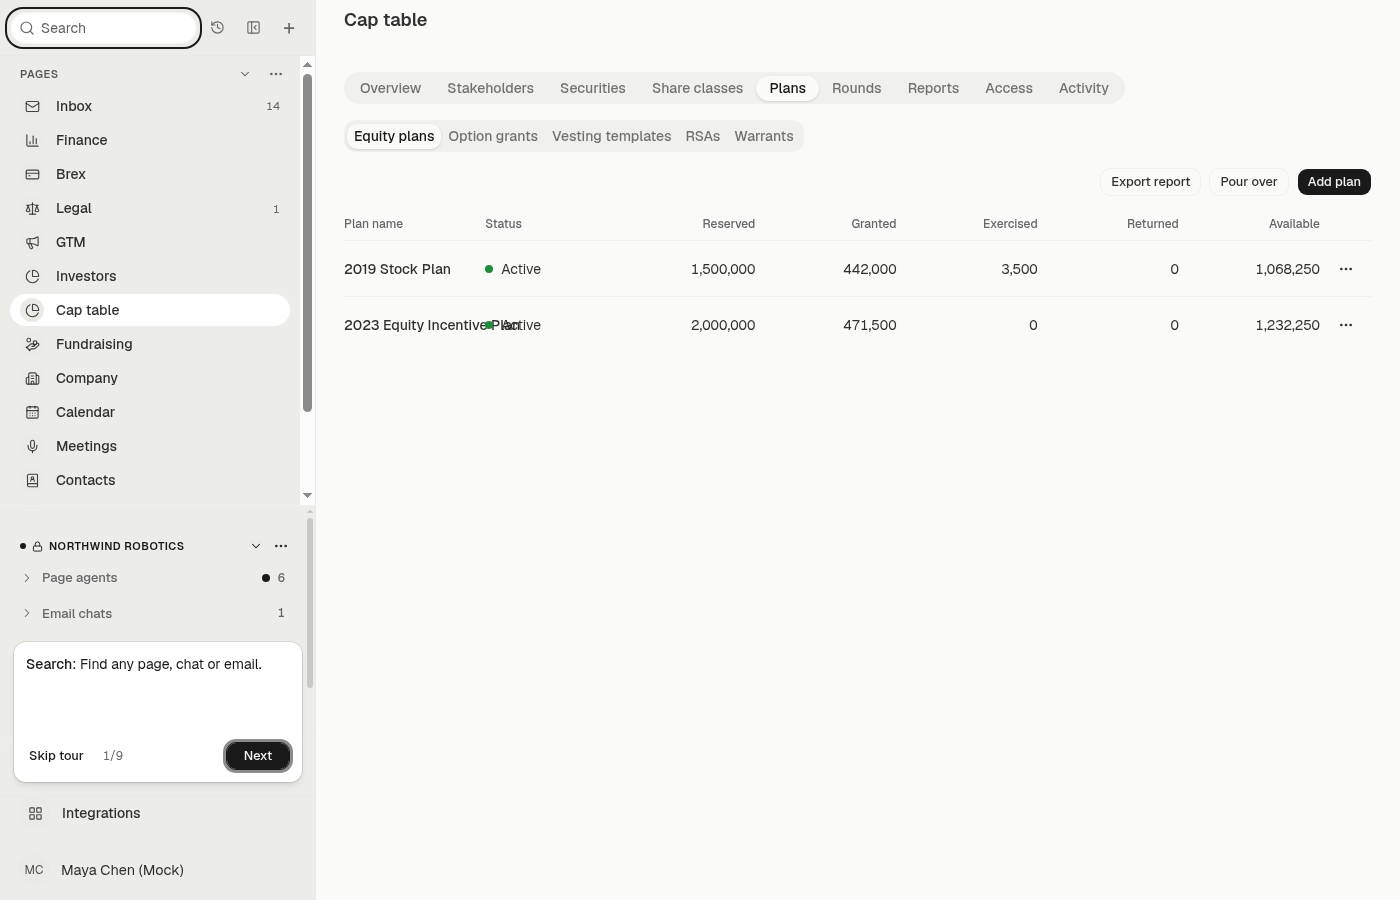 Search
PAGES
Inbox 14
Finance
Brex
Legal 1
GTM
Investors
Cap table
Fundraising
Company
Calendar
Meetings
Contacts
NORTHWIND ROBOTICS
Page agents 6
Email chats 1
Search: Find any page, chat or email.
Skip tour 1/9 Next
Integrations
MC Maya Chen (Mock)
Cap table
Overview Stakeholders Securities Share classes Plans Rounds Reports Access Activity
Equity plans Option grants Vesting templates RSAs Warrants
Export report Pour over Add plan
Plan name Status Reserved Granted Exercised Returned Available
2019 Stock Plan Active 1,500,000 442,000 3,500 0 1,068,250
2023 Equity Incentive Plan Active 2,000,000 471,500 0 0 1,232,250